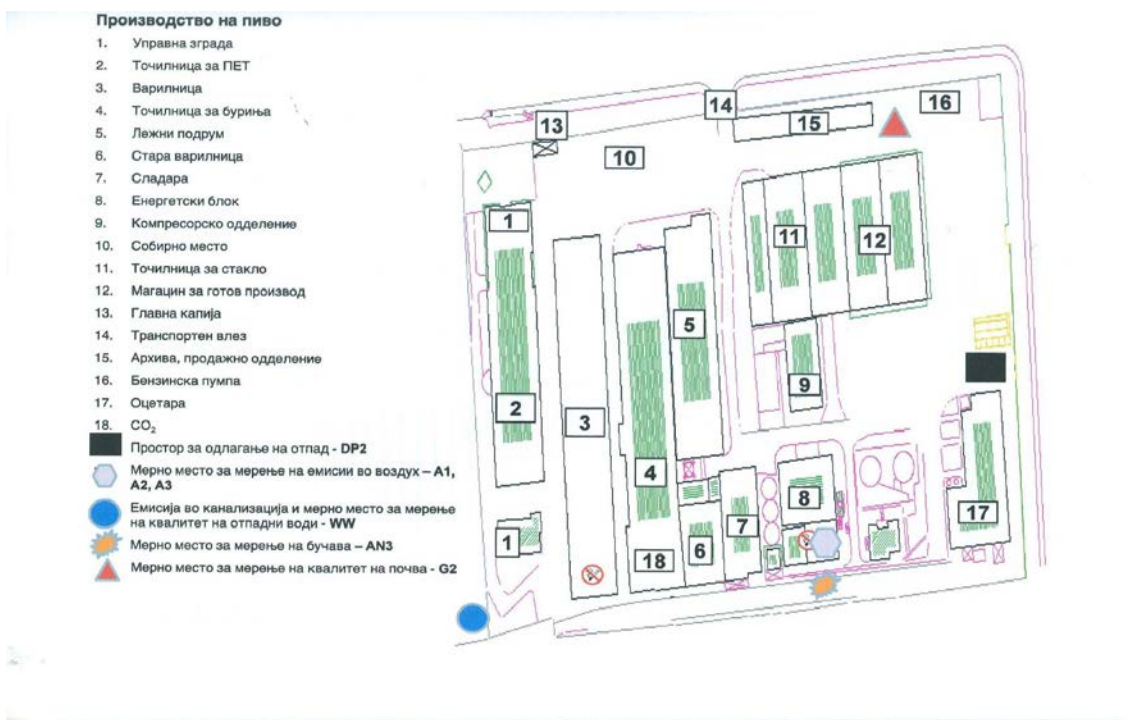 Производство на пиво
1. Управна зграда
2. Точилница за ПЕТ
3. Варилница
4. Точилница за буриња
5. Лежни подрум
6. Стара варилница
7. Сладара
8. Енергетски блок
9. Компресорско одделение
10. Собирно место
11. Точилница за стакло
12. Магацин за готов производ
13. Главна капија
14. Транспортен влез
15. Архива, продажно одделение
16. Бензинска пумпа
17. Оцетара
18. CO2
Простор за одлагање на отпад - DP2
Мерно место за мерење на емисии во воздух – A1,
A2, A3
Емисија во канализација и мерно место за мерење
на квалитет на отпадни води - WW
Мерно место за мерење на бучава – AN3
Мерно место за мерење на квалитет на почва - G2
16
14
15
13
10
1
11
12
5
9
2
3
4
8
17
7
1
6
18